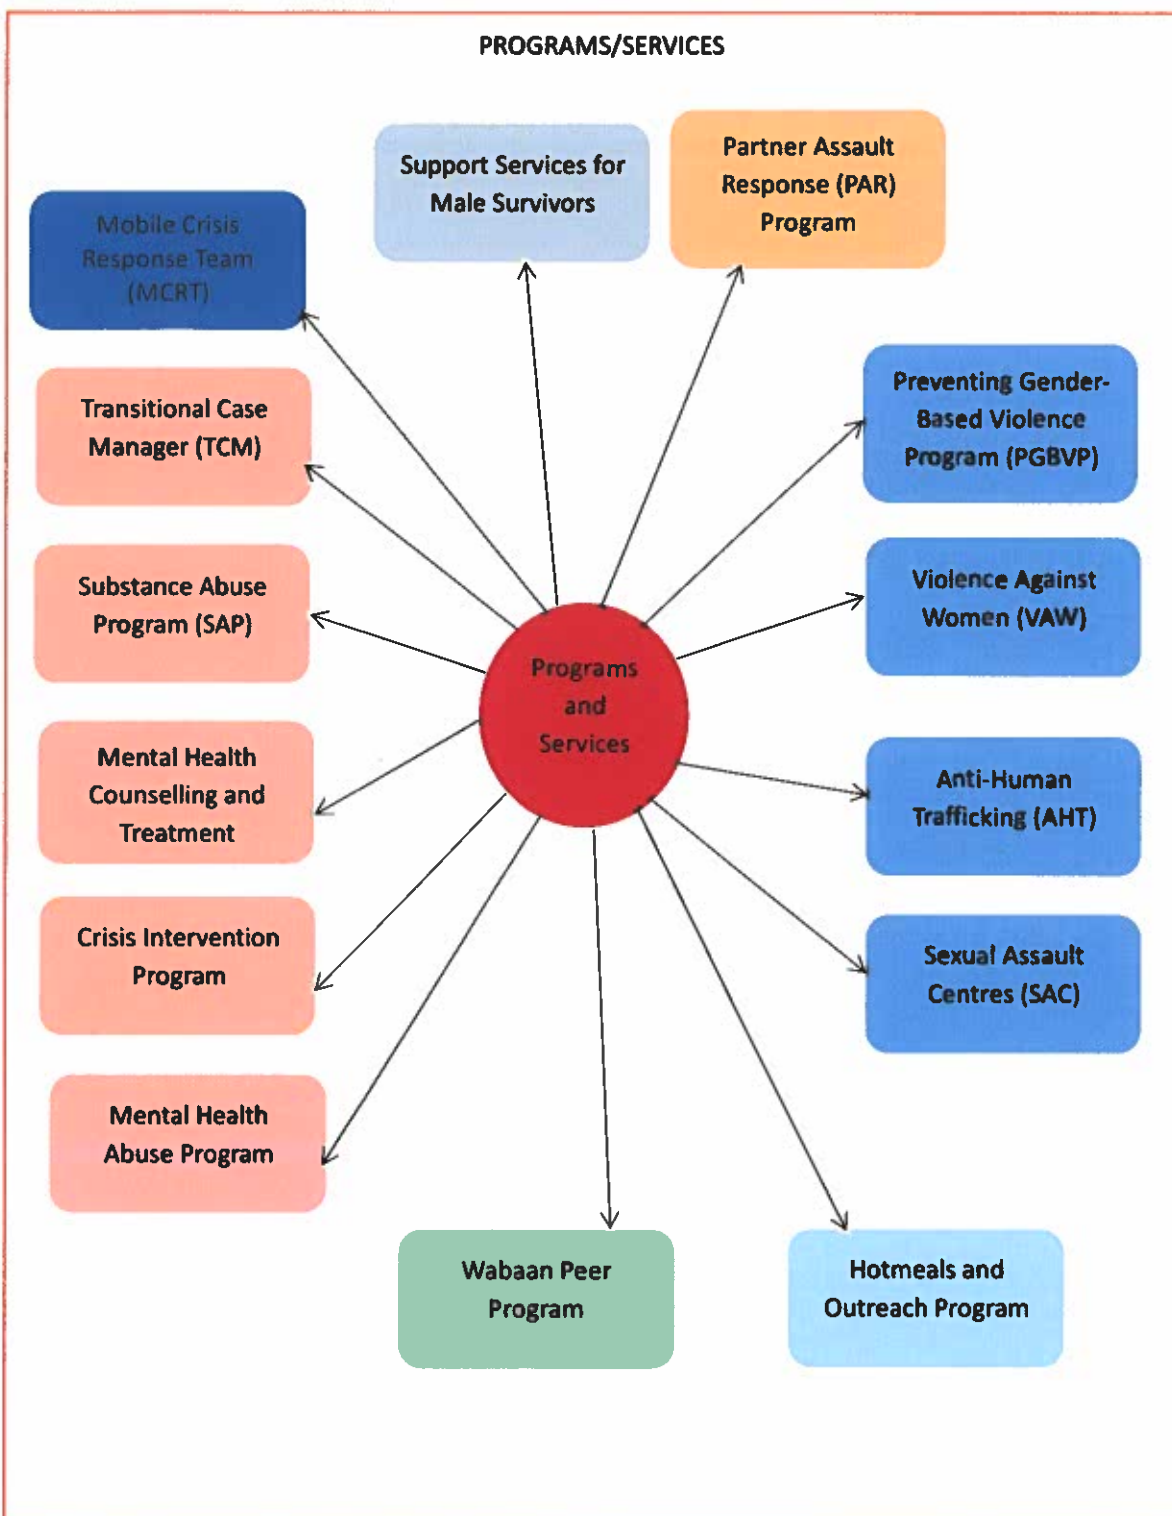 PROGRAMS/SERVICES
Support Services for
Male Survivors
Partner Assault
Response (PAR)
Program
Mobile Crisis
Response Team
(MCRT)
Transitional Case
Manager (TCM)
Preventing Gender-
Based Violence
Program (PGBVP)
Substance Abuse
Program (SAP)
Violence Against
Women (VAW)
Programs
and
Services
Mental Health
Counselling and
Treatment
Anti-Human
Trafficking (AHT)
Crisis Intervention
Program
Sexual Assault
Centres (SAC)
Mental Health
Abuse Program
Wabaan Peer
Program
Hotmeals and
Outreach Program